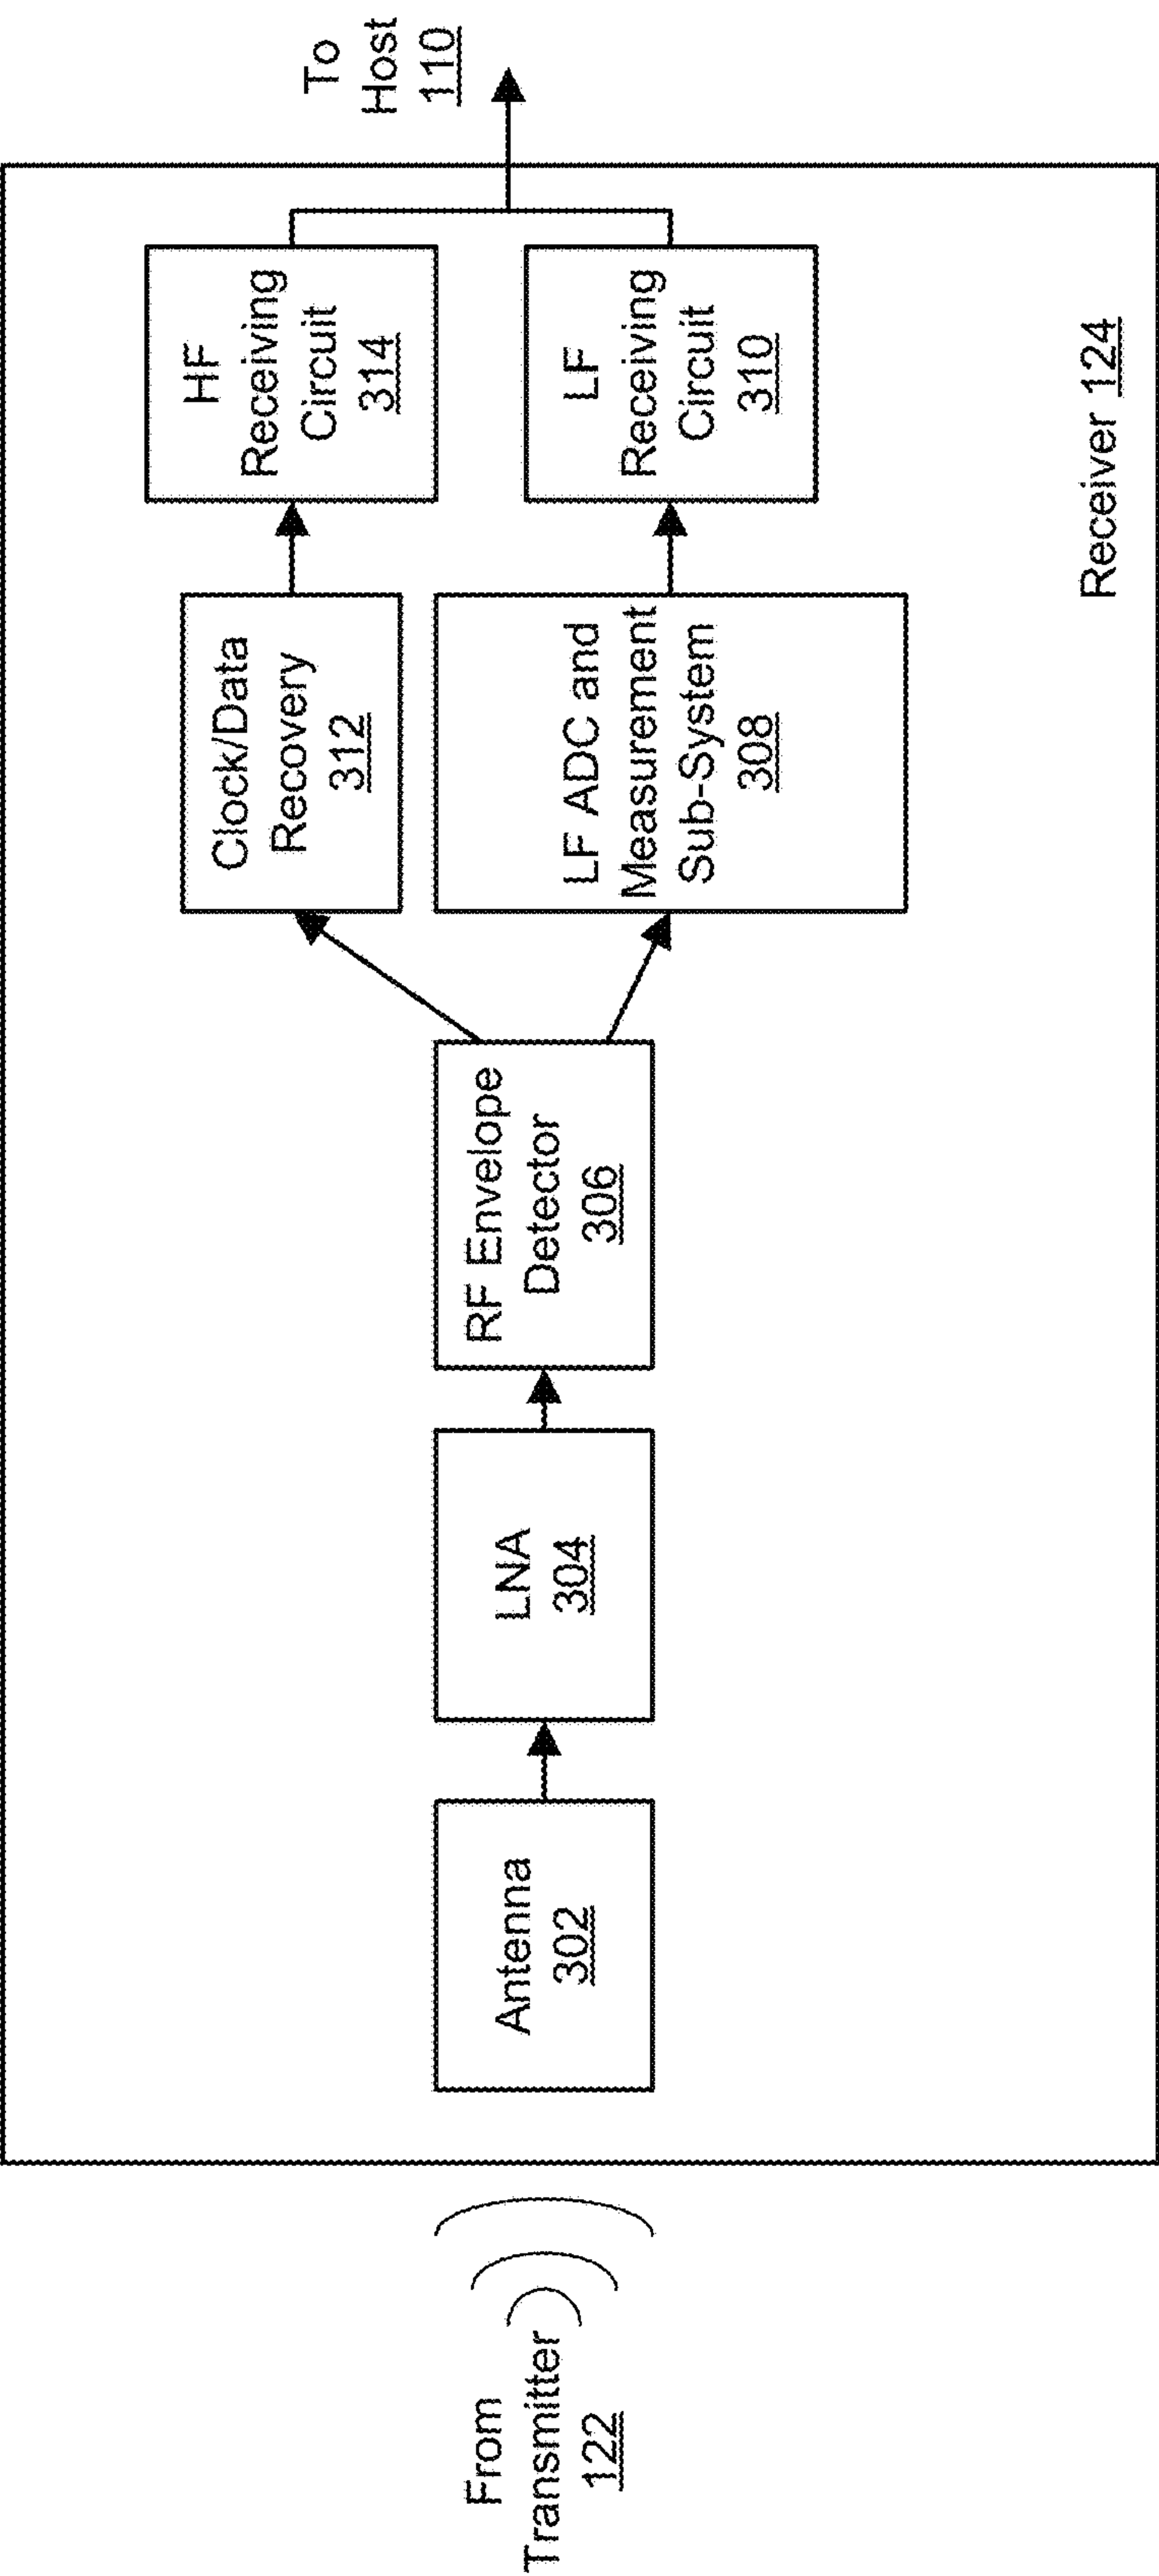 From
Transmitter
122
Antenna
302
LNA
304
RF Envelope
Detector
306
Clock/Data
Recovery
312
HF
Receiving
Circuit
314
LF ADC and
Measurement
Sub-System
308
LF
Receiving
Circuit
310
To
Host
110
Receiver 124